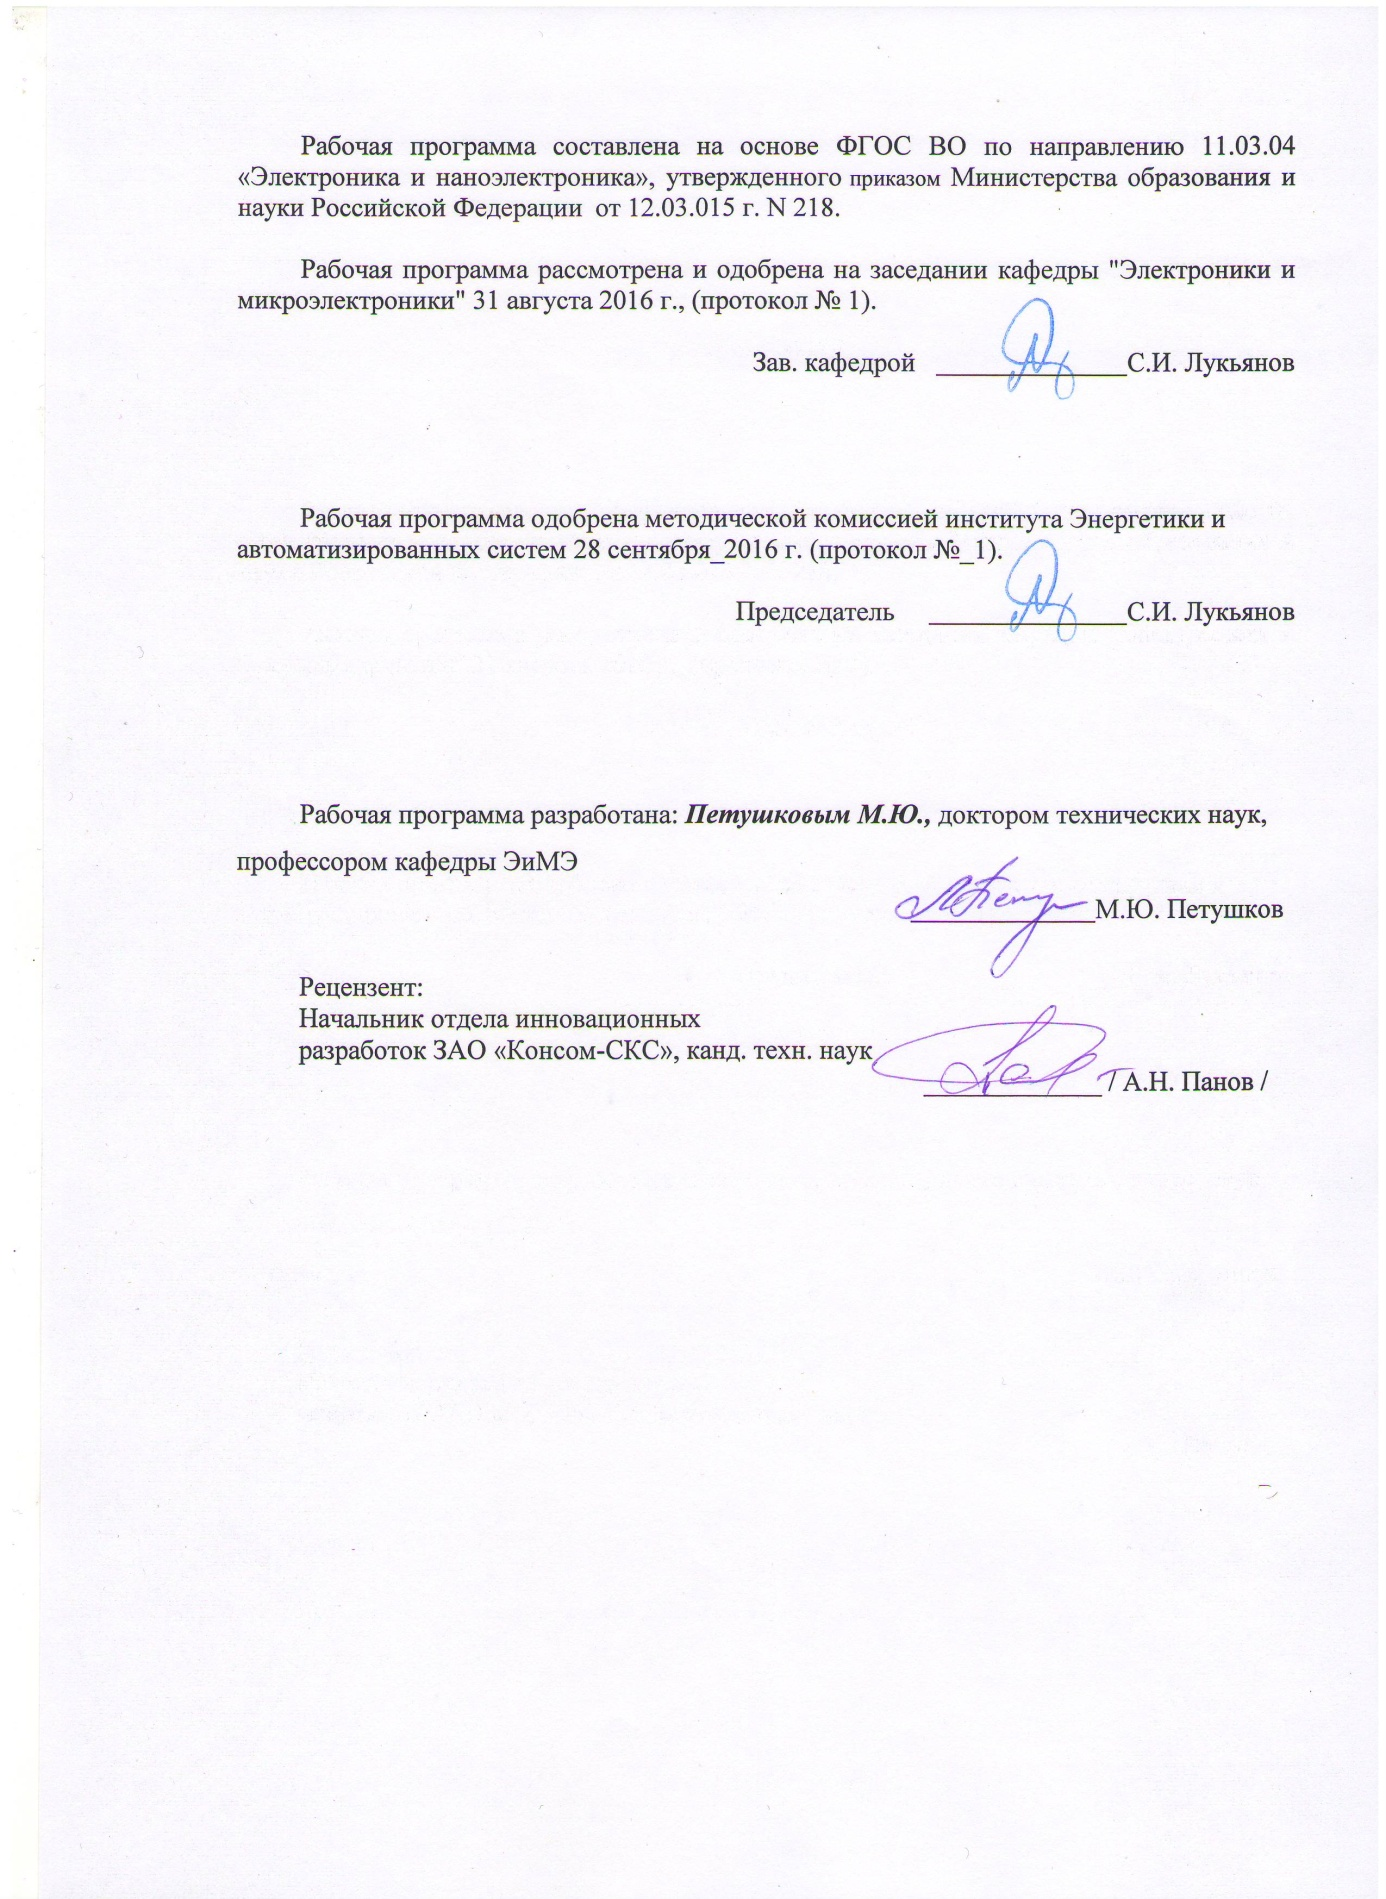 Рабочая программа составлена на основе ФГОС ВО по направлению 11.03.04
«Электроника и наноэлектроника», утвержденного приказом Министерства образования и
науки Российской Федерации от 12.03.015 г. N 218.
Рабочая программа рассмотрена и одобрена на заседании кафедры "Электроники и
микроэлектроники" 31 августа 2016 г., (протокол № 1).
Зав. кафедрой ______________С.И. Лукьянов
Рабочая программа одобрена методической комиссией института Энергетики и
автоматизированных систем 28 сентября_2016 г. (протокол №_1).
Председатель ______________С.И. Лукьянов
Рабочая программа разработана: Петушковым М.Ю., доктором технических наук,
профессором кафедры ЭиМЭ
______________М.Ю. Петушков
Рецензент:
Начальник отдела инновационных
разработок ЗАО «Консом-СКС», канд. техн. наук
_____________ / А.Н. Панов /